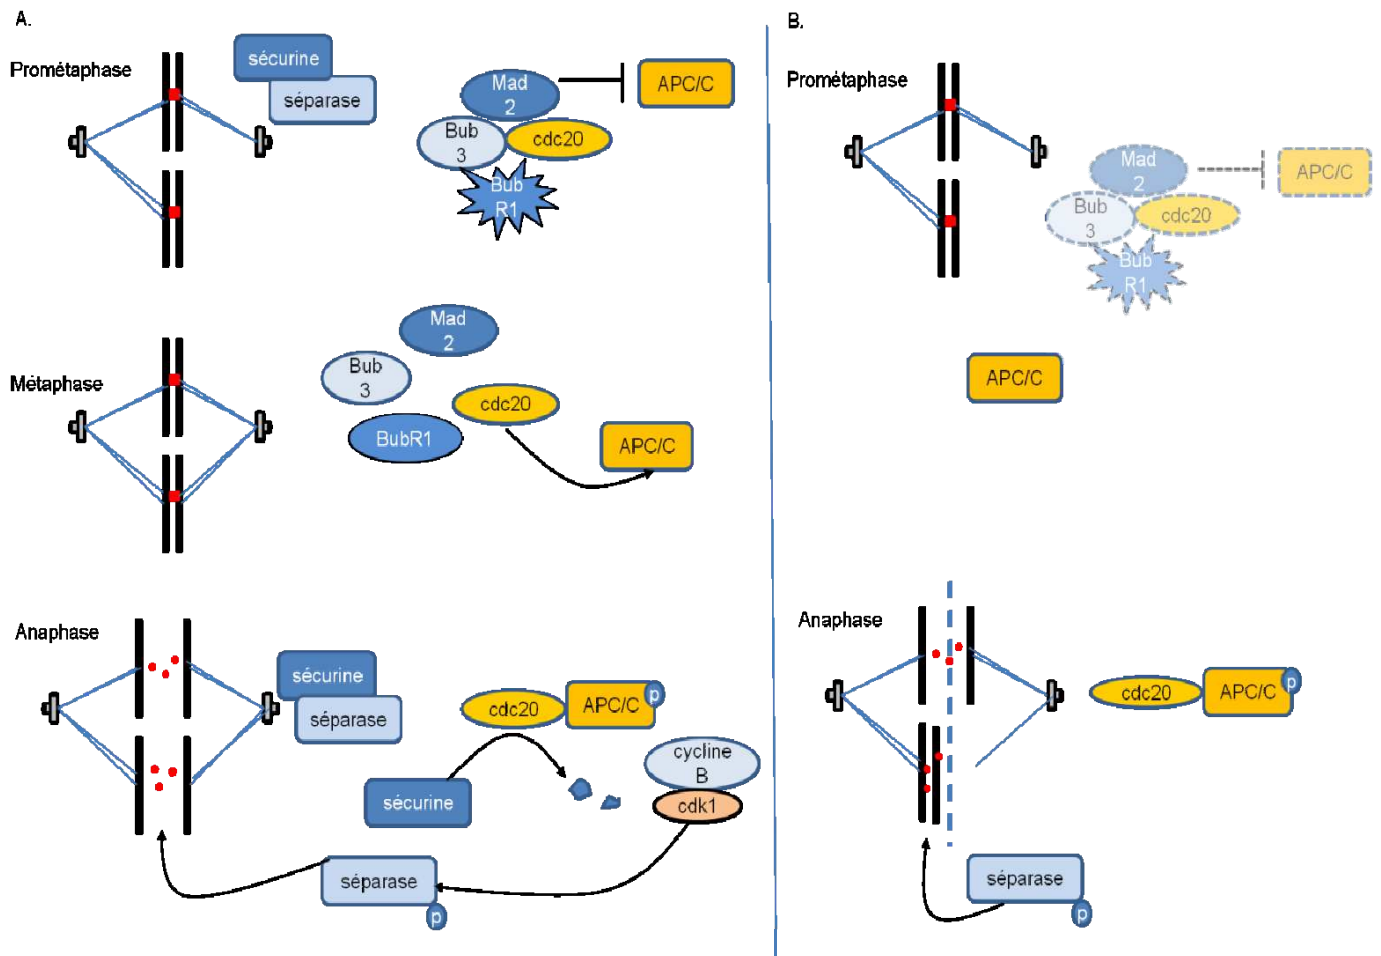 A.
Prométaphase
sécurine
séparase
Mad
2
APC/C
Bub
3
cdc20
Bub
R1
Métaphase
Mad
2
Bub
3
cdc20
BubR1
APC/C
Anaphase
sécurine
séparase
cdc20
APC/C
p
cycline
B
cdk1
sécurine
séparase
p
B.
Prométaphase
Mad
2
APC/C
Bub
3
cdc20
Bub
R1
APC/C
Anaphase
cdc20
APC/C
p
séparase
p